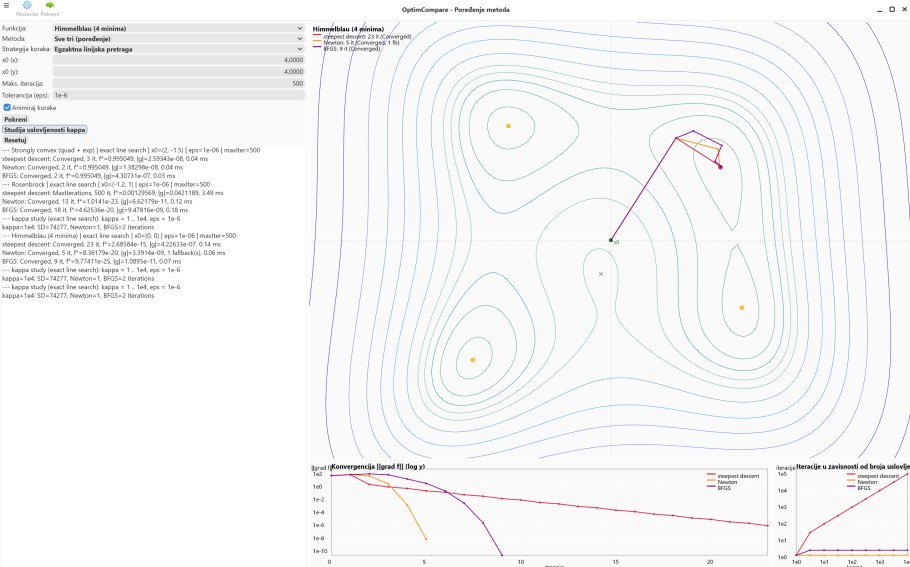 OptimCompare - Poređenje metoda
Postavke Pokreni
Funkcija: Himmelblau (4 minima)
Metoda: Sve tri (poređenje)
Strategija koraka: Egzaktna linijska pretraga
x0 (x): 4,0000
x0 (y): 4,0000
Maks. iteracija: 500
Tolerancija (eps): 1e-6
Animiraj korake
Pokreni
Studija uslovljenosti kappa
Resetuj
--- Strongly convex (quad + exp) | exact line search | x0=(2, -1.5) | eps=1e-06 | maxIter=500
steepest descent: Converged, 3 it, f*=0.995049, |g|=2.59343e-08, 0.04 ms
Newton: Converged, 2 it, f*=0.995049, |g|=1.38298e-08, 0.04 ms
BFGS: Converged, 2 it, f*=0.995049, |g|=4.30731e-07, 0.03 ms
--- Rosenbrock | exact line search | x0=(-1.2, 1) | eps=1e-06 | maxIter=500
steepest descent: MaxIterations, 500 it, f*=0.00129569, |g|=0.0421189, 3.49 ms
Newton: Converged, 13 it, f*=1.0141e-23, |g|=6.62179e-11, 0.12 ms
BFGS: Converged, 18 it, f*=4.62536e-20, |g|=9.47816e-09, 0.18 ms
--- kappa study (exact line search): kappa = 1 .. 1e4, eps = 1e-6
kappa=1e4: SD=74277, Newton=1, BFGS=2 iterations
--- Himmelblau (4 minima) | exact line search | x0=(0, 0) | eps=1e-06 | maxIter=500
steepest descent: Converged, 23 it, f*=2.68584e-15, |g|=4.22633e-07, 0.14 ms
Newton: Converged, 5 it, f*=8.36179e-20, |g|=3.3914e-09, 1 fallback(s), 0.06 ms
BFGS: Converged, 9 it, f*=9.77411e-25, |g|=1.0895e-11, 0.07 ms
--- kappa study (exact line search): kappa = 1 .. 1e4, eps = 1e-6
kappa=1e4: SD=74277, Newton=1, BFGS=2 iterations
--- kappa study (exact line search): kappa = 1 .. 1e4, eps = 1e-6
kappa=1e4: SD=74277, Newton=1, BFGS=2 iterations
Himmelblau (4 minima)
steepest descent: 23 it (Converged)
Newton: 5 it (Converged, 1 fb)
BFGS: 9 it (Converged)
x0
||grad f|| Konvergencija ||grad f|| (log y)
steepest descent
Newton
BFGS
1e2
1e0
1e-2
1e-4
1e-6
1e-8
1e-10
0 5 10 15 20
iteracije Iteracije u zavisnosti od broja uslovlje
steepest descent
Newton
BFGS
1e5
1e4
1e3
1e2
1e1
1e0
1e0 1e1 1e2 1e3